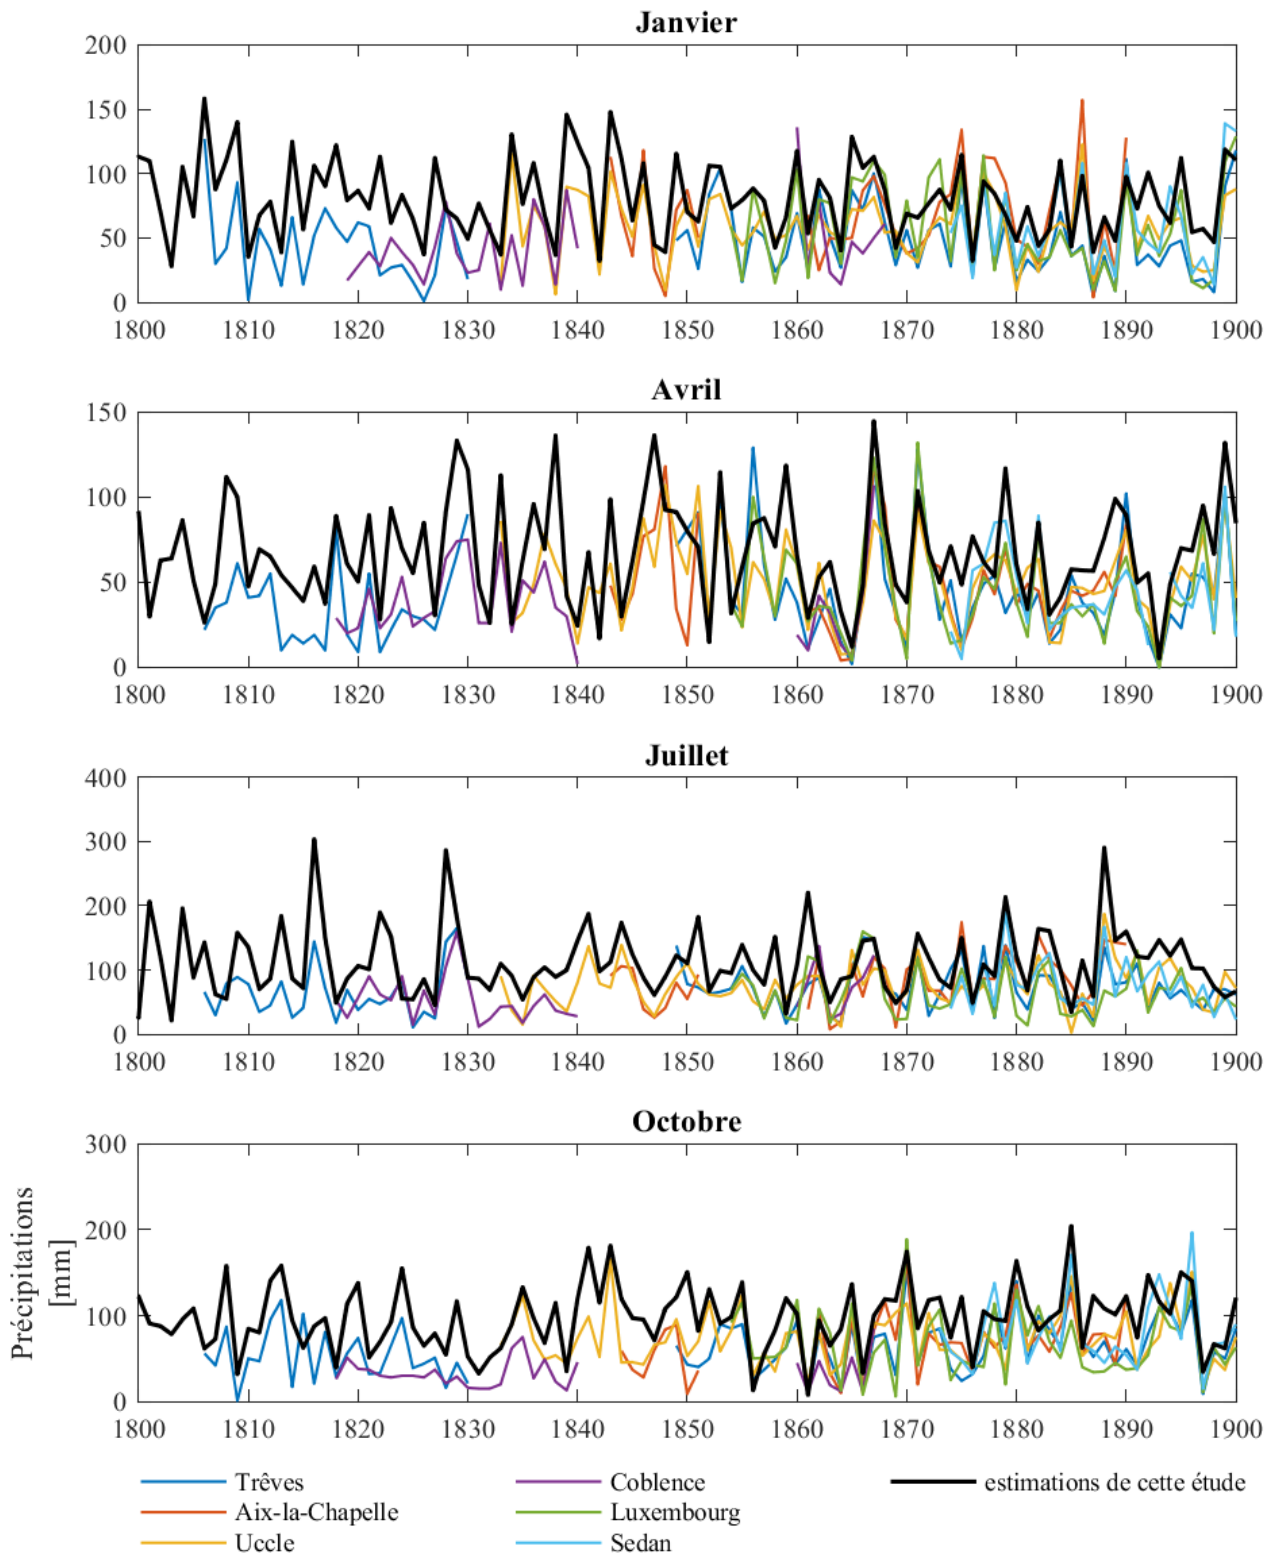 Janvier
200
150
100
50
0
1800 1810 1820 1830 1840 1850 1860 1870 1880 1890 1900
Avril
150
100
50
0
1800 1810 1820 1830 1840 1850 1860 1870 1880 1890 1900
Juillet
400
300
200
100
0
1800 1810 1820 1830 1840 1850 1860 1870 1880 1890 1900
Octobre
300
200
100
0
Précipitations
[mm]
1800 1810 1820 1830 1840 1850 1860 1870 1880 1890 1900
Trêves Coblence estimations de cette étude
Aix-la-Chapelle Luxembourg
Uccle Sedan